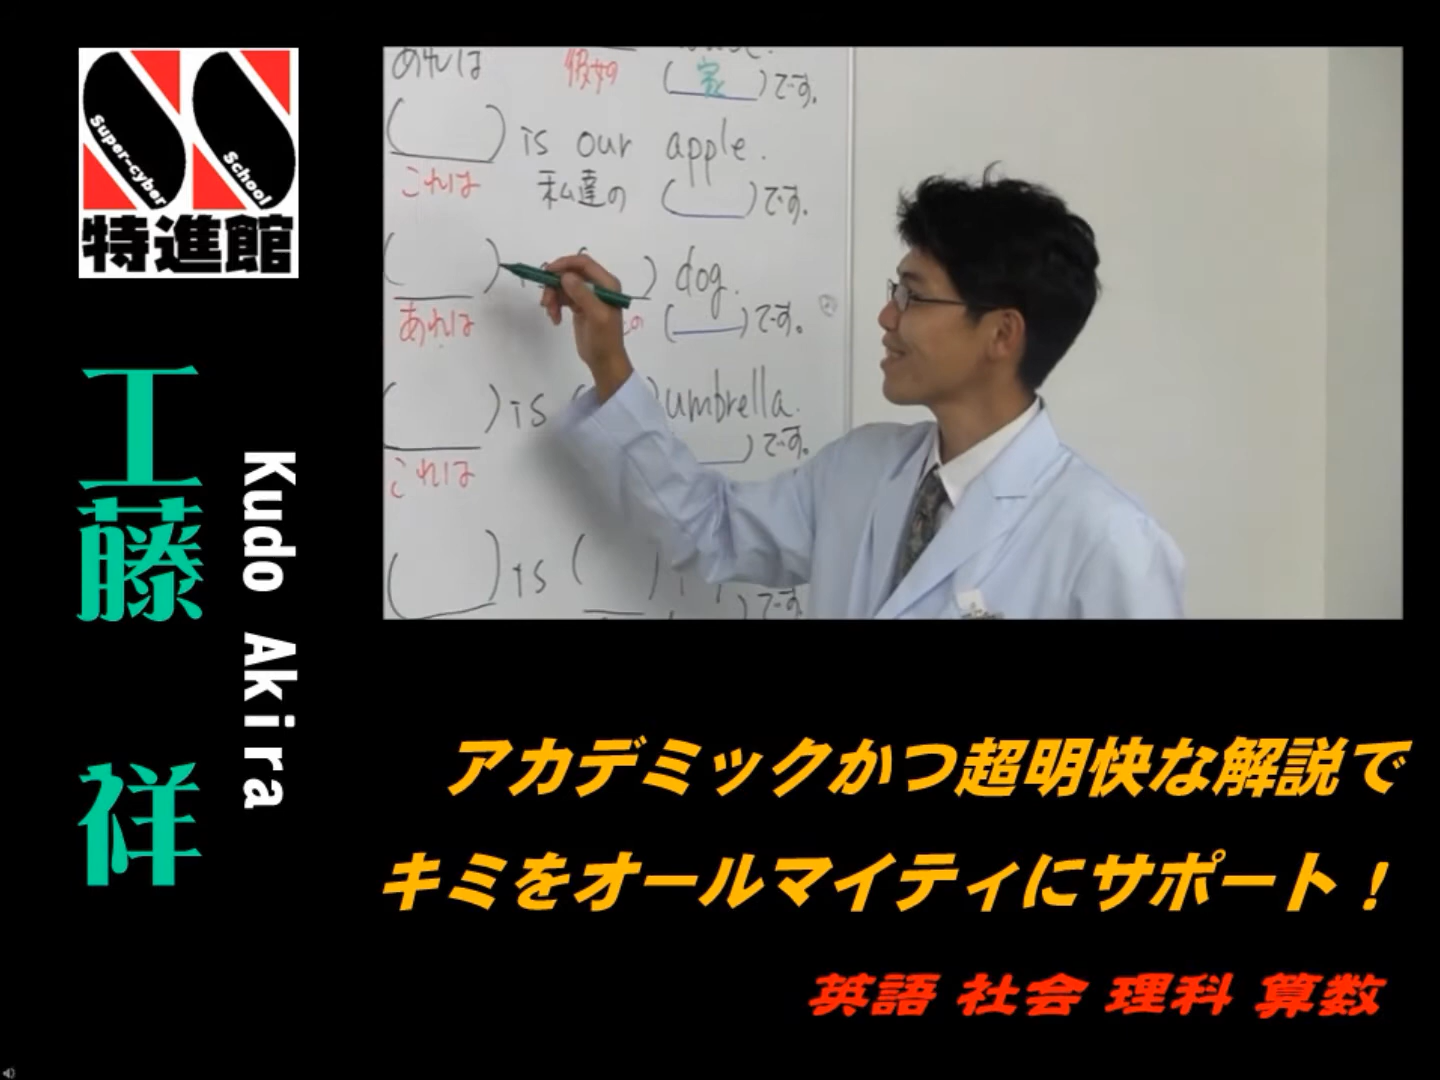 Super-cyber
School
特進館
工藤 祥
Kudo Akira
あれは 彼女の (家)です。
( ) is our apple.
これは 私達の ( )です。
( ) ( ) dog.
あれは の ( )です。
( ) is ( ) umbrella.
これは )です。
( ) is ( )
です
アカデミックかつ超明快な解説で
キミをオールマイティにサポート！
英語 社会 理科 算数